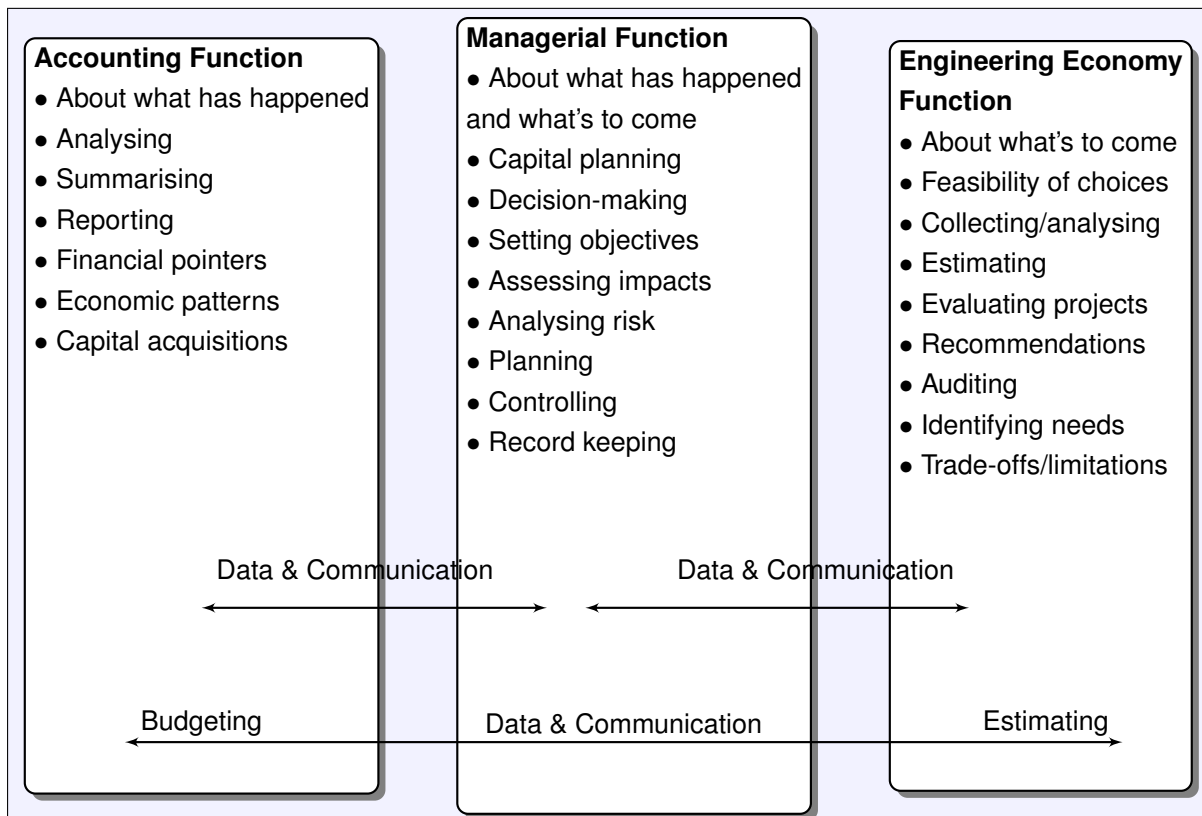 Accounting Function
● About what has happened
● Analysing
● Summarising
● Reporting
● Financial pointers
● Economic patterns
● Capital acquisitions
Managerial Function
● About what has happened
and what's to come
● Capital planning
● Decision-making
● Setting objectives
● Assessing impacts
● Analysing risk
● Planning
● Controlling
● Record keeping
Engineering Economy
Function
● About what's to come
● Feasibility of choices
● Collecting/analysing
● Estimating
● Evaluating projects
● Recommendations
● Auditing
● Identifying needs
● Trade-offs/limitations
Data & Communication
Data & Communication
Budgeting
Data & Communication
Estimating